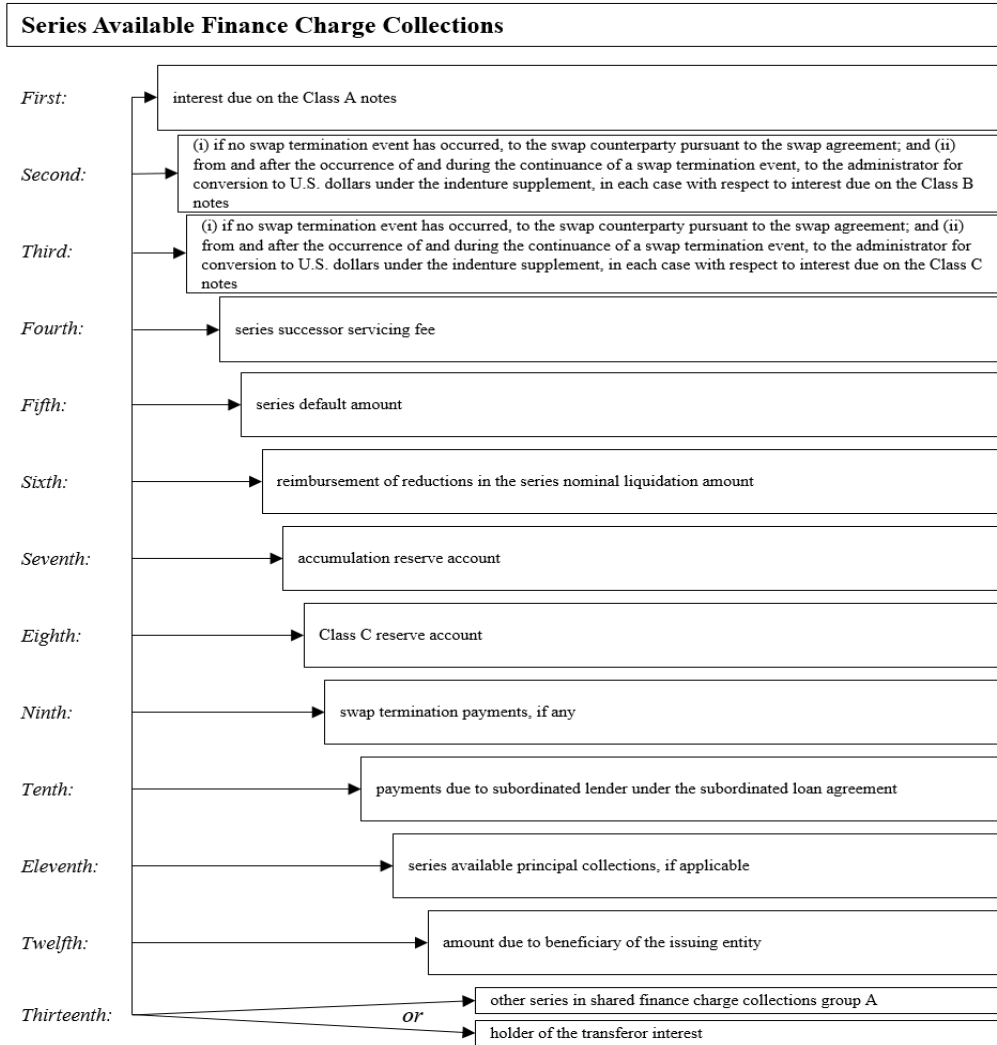 Series Available Finance Charge Collections
First:
interest due on the Class A notes
Second:
(i) if no swap termination event has occurred, to the swap counterparty pursuant to the swap agreement; and (ii)
from and after the occurrence of and during the continuance of a swap termination event, to the administrator for
conversion to U.S. dollars under the indenture supplement, in each case with respect to interest due on the Class B
notes
Third:
(i) if no swap termination event has occurred, to the swap counterparty pursuant to the swap agreement; and (ii)
from and after the occurrence of and during the continuance of a swap termination event, to the administrator for
conversion to U.S. dollars under the indenture supplement, in each case with respect to interest due on the Class C
notes
Fourth:
series successor servicing fee
Fifth:
series default amount
Sixth:
reimbursement of reductions in the series nominal liquidation amount
Seventh:
accumulation reserve account
Eighth:
Class C reserve account
Ninth:
swap termination payments, if any
Tenth:
payments due to subordinated lender under the subordinated loan agreement
Eleventh:
series available principal collections, if applicable
Twelfth:
amount due to beneficiary of the issuing entity
Thirteenth:
other series in shared finance charge collections group A
or
holder of the transferor interest